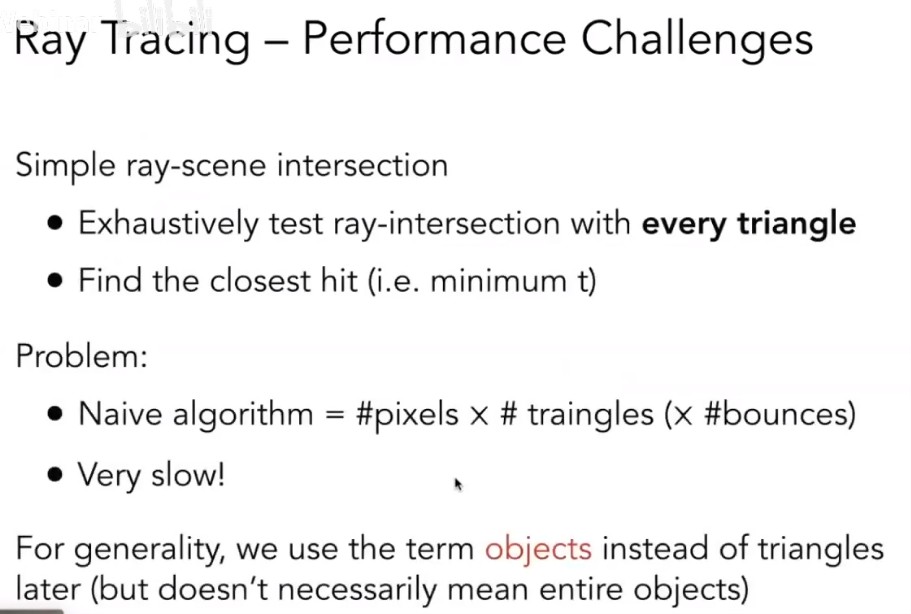 Ray Tracing – Performance Challenges
Simple ray-scene intersection
● Exhaustively test ray-intersection with every triangle
● Find the closest hit (i.e. minimum t)
Problem:
● Naive algorithm = #pixels x # traingles (x #bounces)
● Very slow!
For generality, we use the term objects instead of triangles
later (but doesn't necessarily mean entire objects)